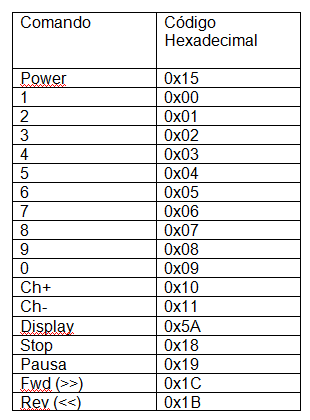 Comando Código
Hexadecimal
Power 0x15
1 0x00
2 0x01
3 0x02
4 0x03
5 0x04
6 0x05
7 0x06
8 0x07
9 0x08
0 0x09
Ch+ 0x10
Ch- 0x11
Display 0x5A
Stop 0x18
Pausa 0x19
Fwd (>>) 0x1C
Rev (<<) 0x1B